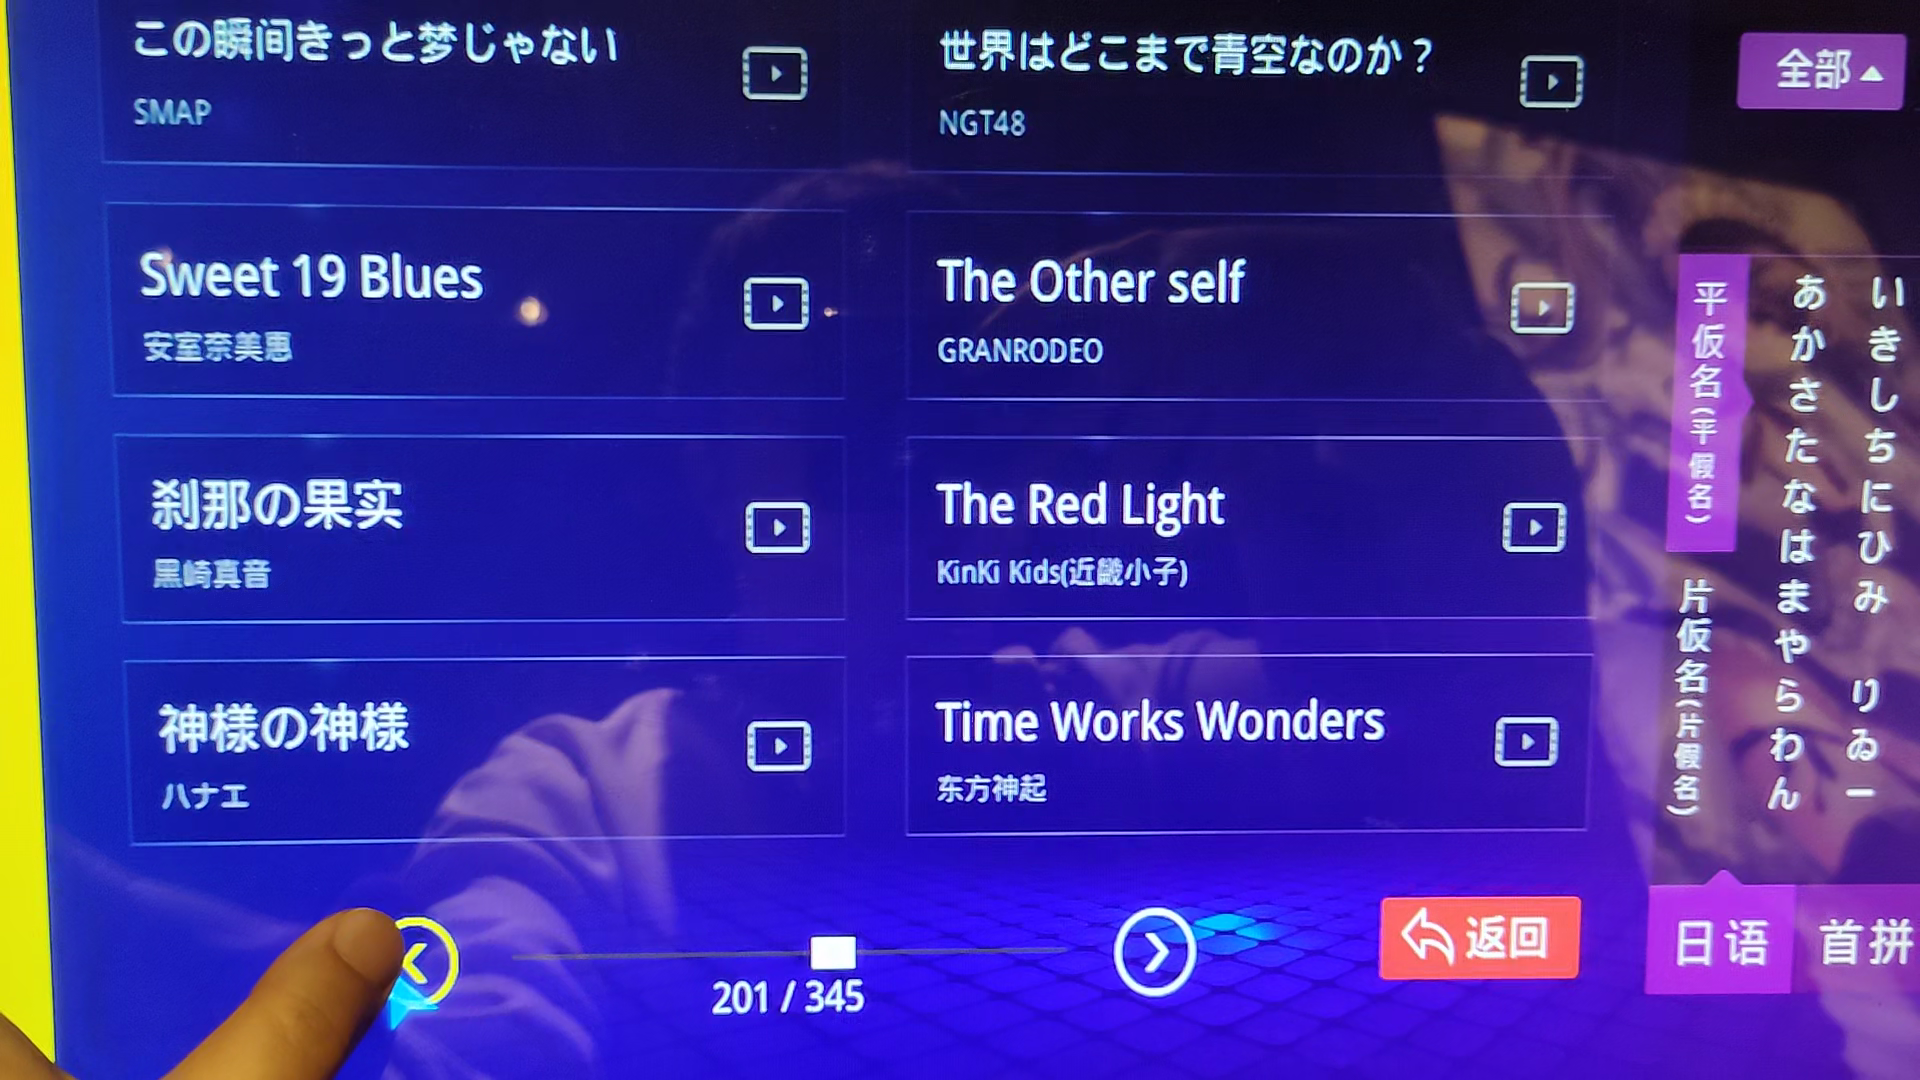 この瞬间きっと梦じゃない
SMAP
世界はどこまで青空なのか？
NGT48
Sweet 19 Blues
安室奈美惠
The Other self
GRANRODEO
刹那の果实
黑崎真音
The Red Light
KinKi Kids(近畿小子)
神様の神様
ハナエ
Time Works Wonders
东方神起
201 / 345
返回
全部
平仮名(平假名)
片仮名(片假名)
あかさたなはまやらわん
いきしちにひみ りゐー
日语
首拼